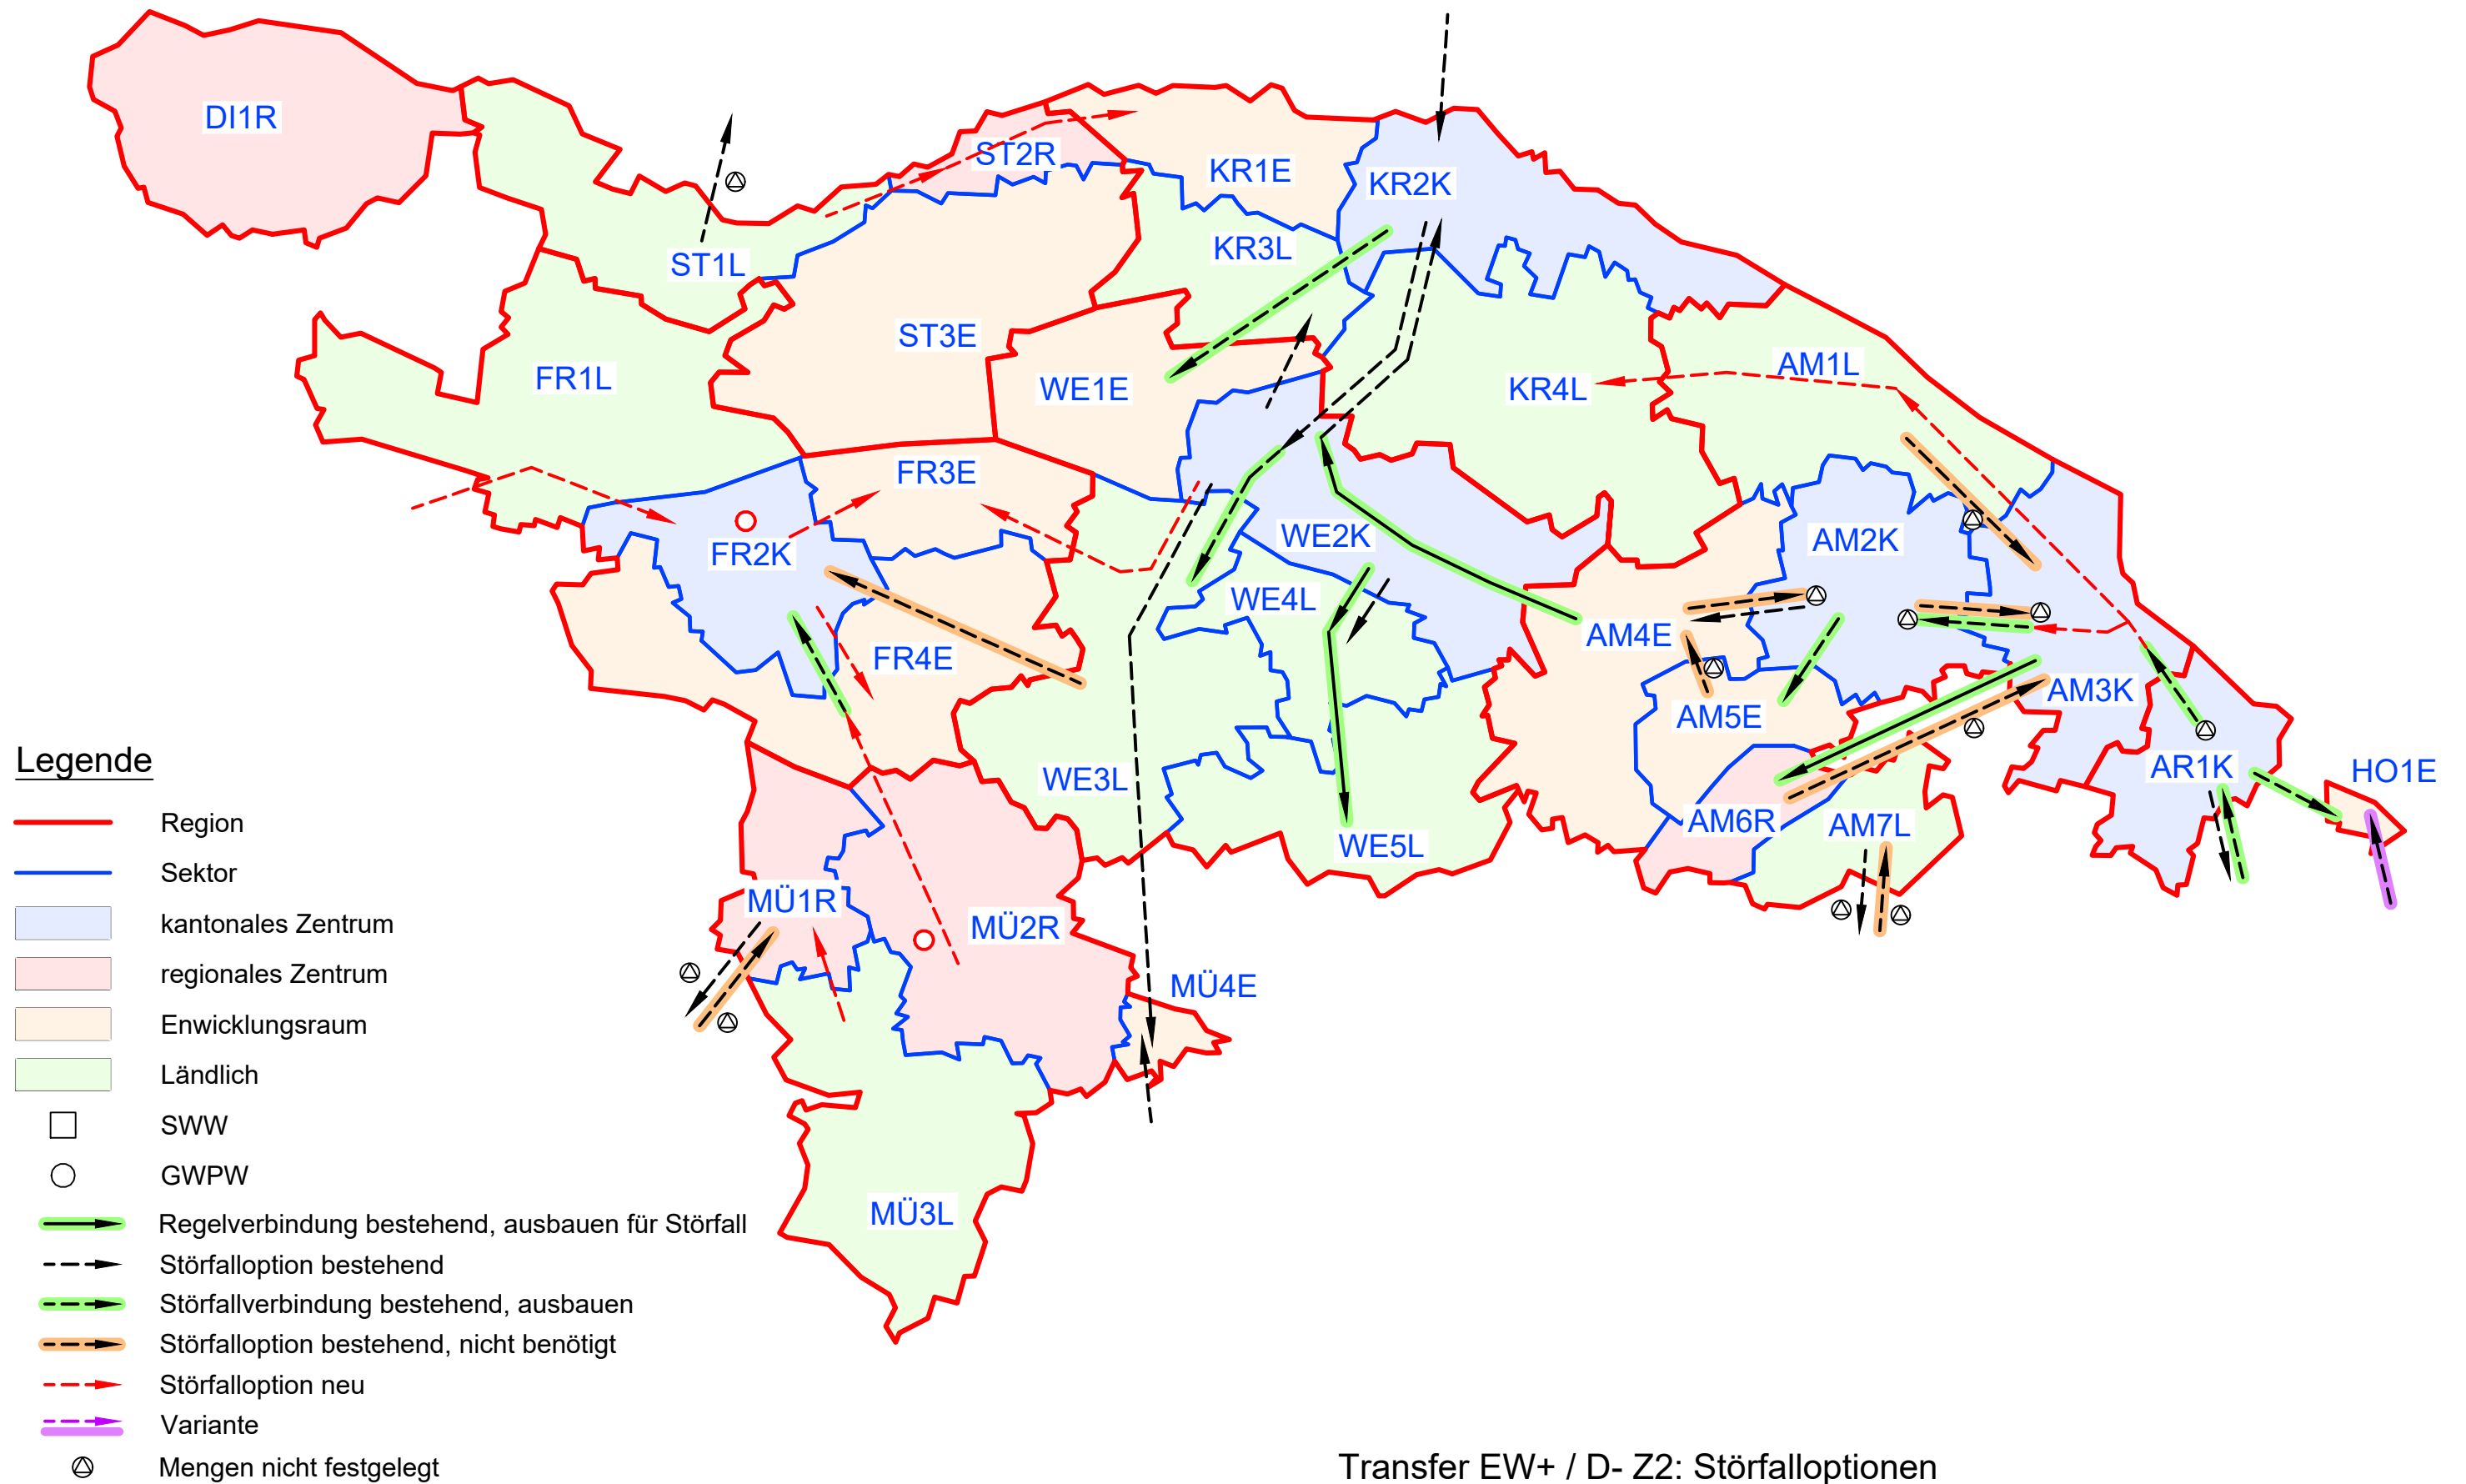 DI1R
ST2R
KR1E
KR2K
KR3L
ST1L
ST3E
AM1L
FR1L
WE1E
KR4L
FR3E
WE2K
AM2K
FR2K
WE4L
AM4E
FR4E
AM3K
AM5E
WE3L
AR1K
HO1E
AM6R
AM7L
WE5L
MÜ1R
MÜ2R
MÜ4E
MÜ3L
Legende
Region
Sektor
kantonales Zentrum
regionales Zentrum
Enwicklungsraum
Ländlich
SWW
GWPW
Regelverbindung bestehend, ausbauen für Störfall
Störfalloption bestehend
Störfallverbindung bestehend, ausbauen
Störfalloption bestehend, nicht benötigt
Störfalloption neu
Variante
Mengen nicht festgelegt
Transfer EW+ / D- Z2: Störfalloptionen